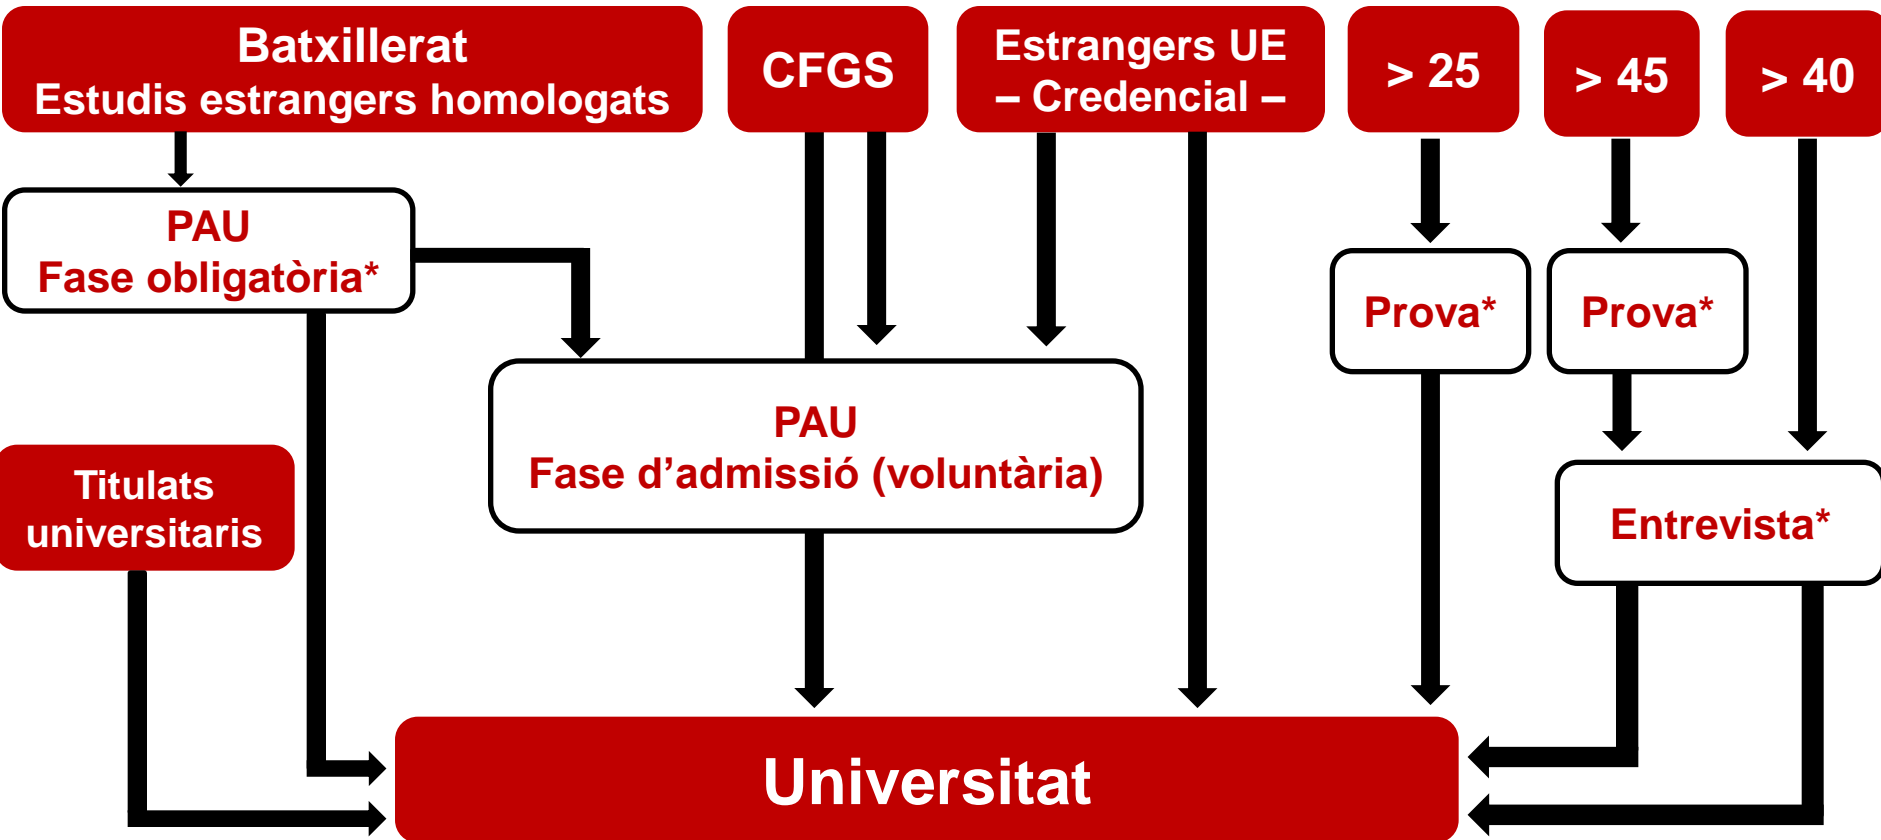 Batxillerat
Estudis estrangers homologats
CFGS
Estrangers UE
– Credencial –
> 25
> 45
> 40
PAU
Fase obligatòria*
Prova*
Prova*
PAU
Fase d’admissió (voluntària)
Titulats
universitaris
Entrevista*
Universitat